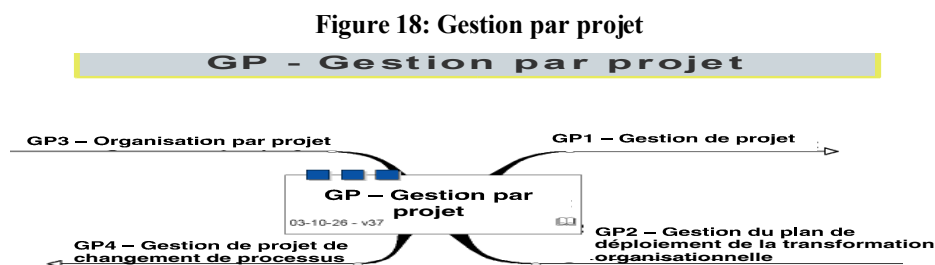 Figure 18: Gestion par projet
GP - Gestion par projet
GP3 – Organisation par projet
GP1 – Gestion de projet
GP – Gestion par
projet
03-10-26 - v37
GP2 – Gestion du plan de
déploiement de la transformation
organisationnelle
GP4 – Gestion de projet de
changement de processus